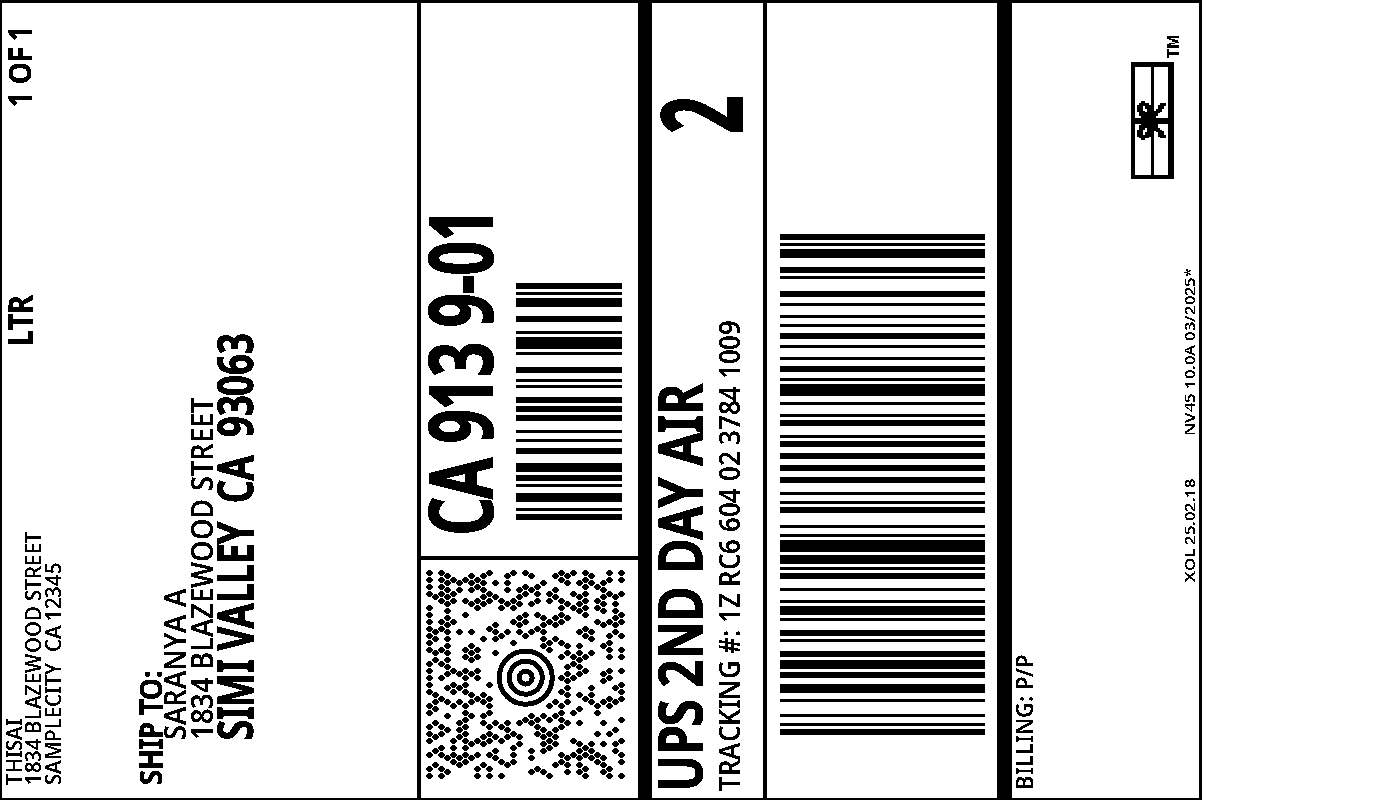 THISAI
1834 BLAZEWOOD STREET
SAMPLECITY CA 12345
LTR
1 OF 1
SHIP TO:
SARANYA A
1834 BLAZEWOOD STREET
SIMI VALLEY CA 93063
CA 913 9-01
UPS 2ND DAY AIR
TRACKING #: 1Z RC6 604 02 3784 1009
2
BILLING: P/P
XOL 25.02.18 NV45 10.0A 03/2025*
TM